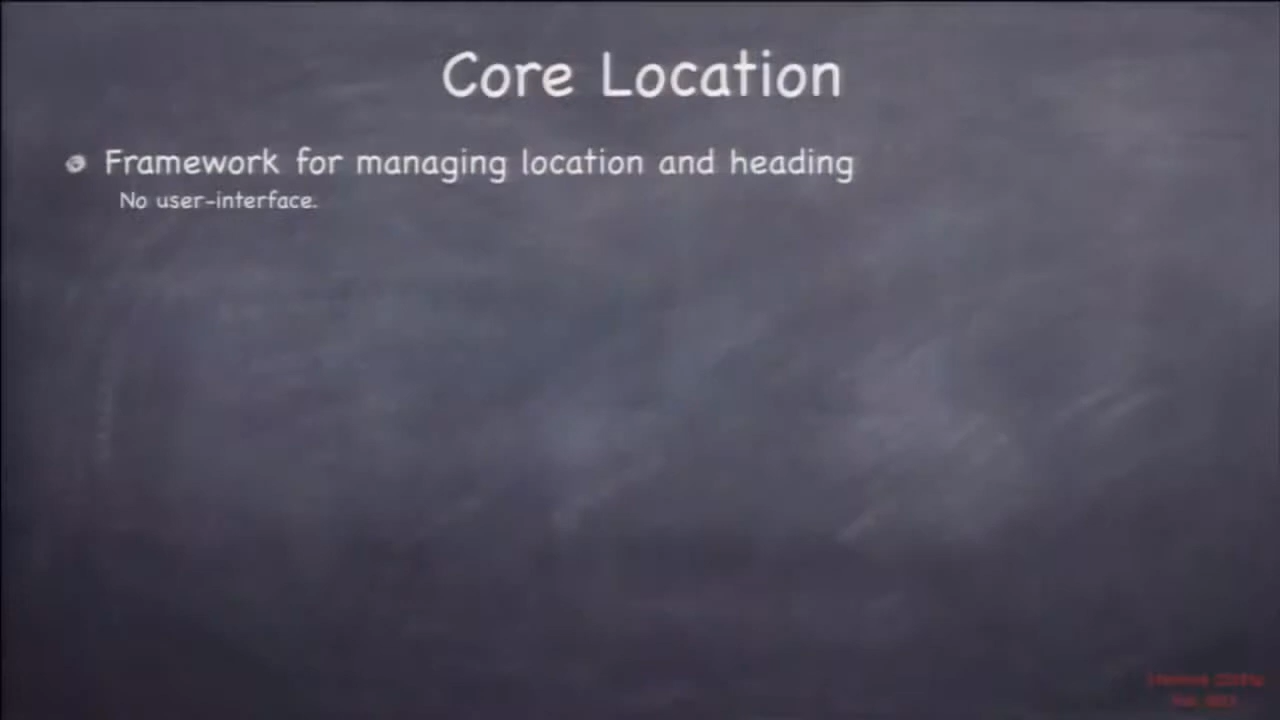 Core Location
Framework for managing location and heading
No user-interface.